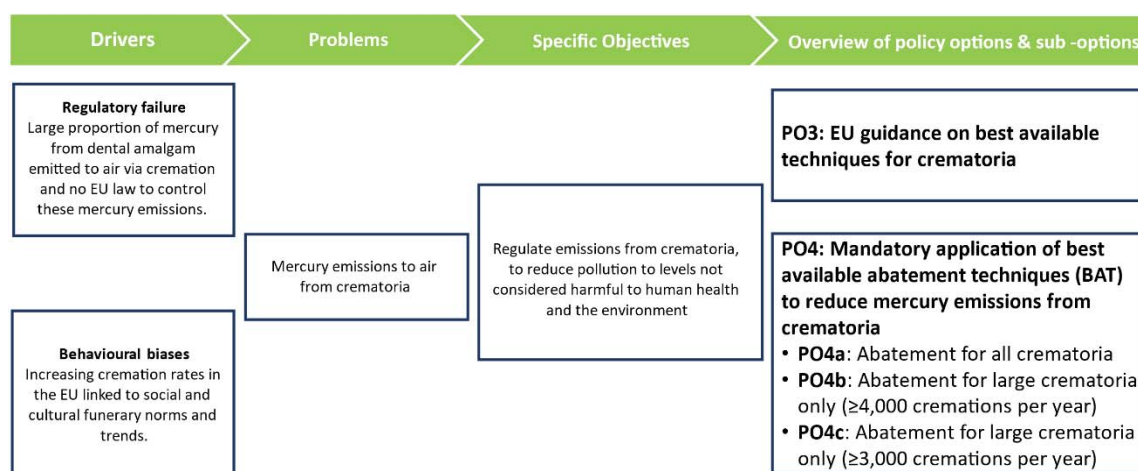 Drivers
Problems
Specific Objectives
Overview of policy options & sub -options
Regulatory failure
Large proportion of mercury
from dental amalgam
emitted to air via cremation
and no EU law to control
these mercury emissions.
Behavioural biases
Increasing cremation rates in
the EU linked to social and
cultural funerary norms and
trends.
Mercury emissions to air
from crematoria
Regulate emissions from crematoria,
to reduce pollution to levels not
considered harmful to human health
and the environment
PO3: EU guidance on best available
techniques for crematoria
PO4: Mandatory application of best
available abatement techniques (BAT)
to reduce mercury emissions from
crematoria
• PO4a: Abatement for all crematoria
• PO4b: Abatement for large crematoria
only (≥4,000 cremations per year)
• PO4c: Abatement for large crematoria
only (≥3,000 cremations per year)